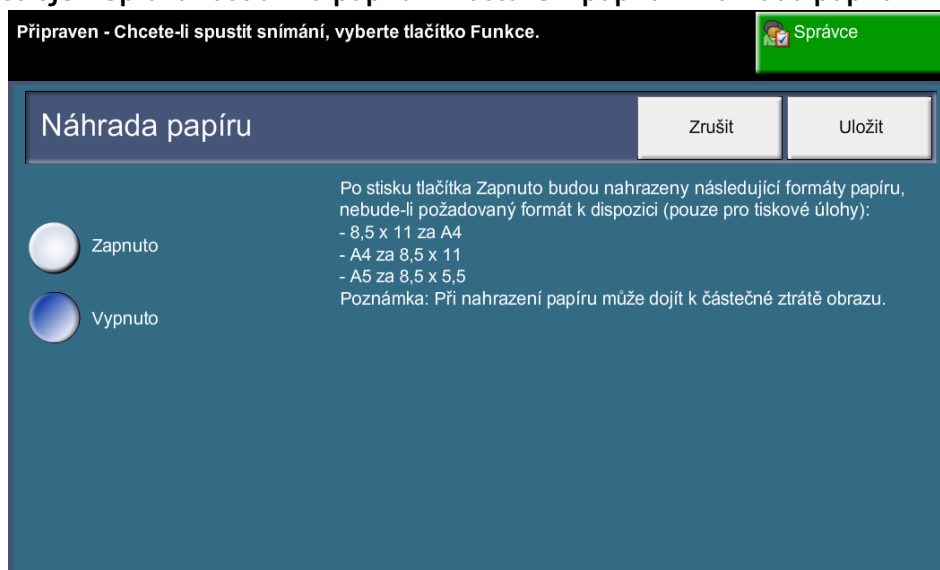 Připraven - Chcete-li spustit snímání, vyberte tlačítko Funkce.
Správce
Náhrada papíru
Zrušit
Uložit
Po stisku tlačítka Zapnuto budou nahrazeny následující formáty papíru,
nebude-li požadovaný formát k dispozici (pouze pro tiskové úlohy):
- 8,5 x 11 za A4
- A4 za 8,5 x 11
- A5 za 8,5 x 5,5
Poznámka: Při nahrazení papíru může dojít k částečné ztrátě obrazu.
Zapnuto
Vypnuto